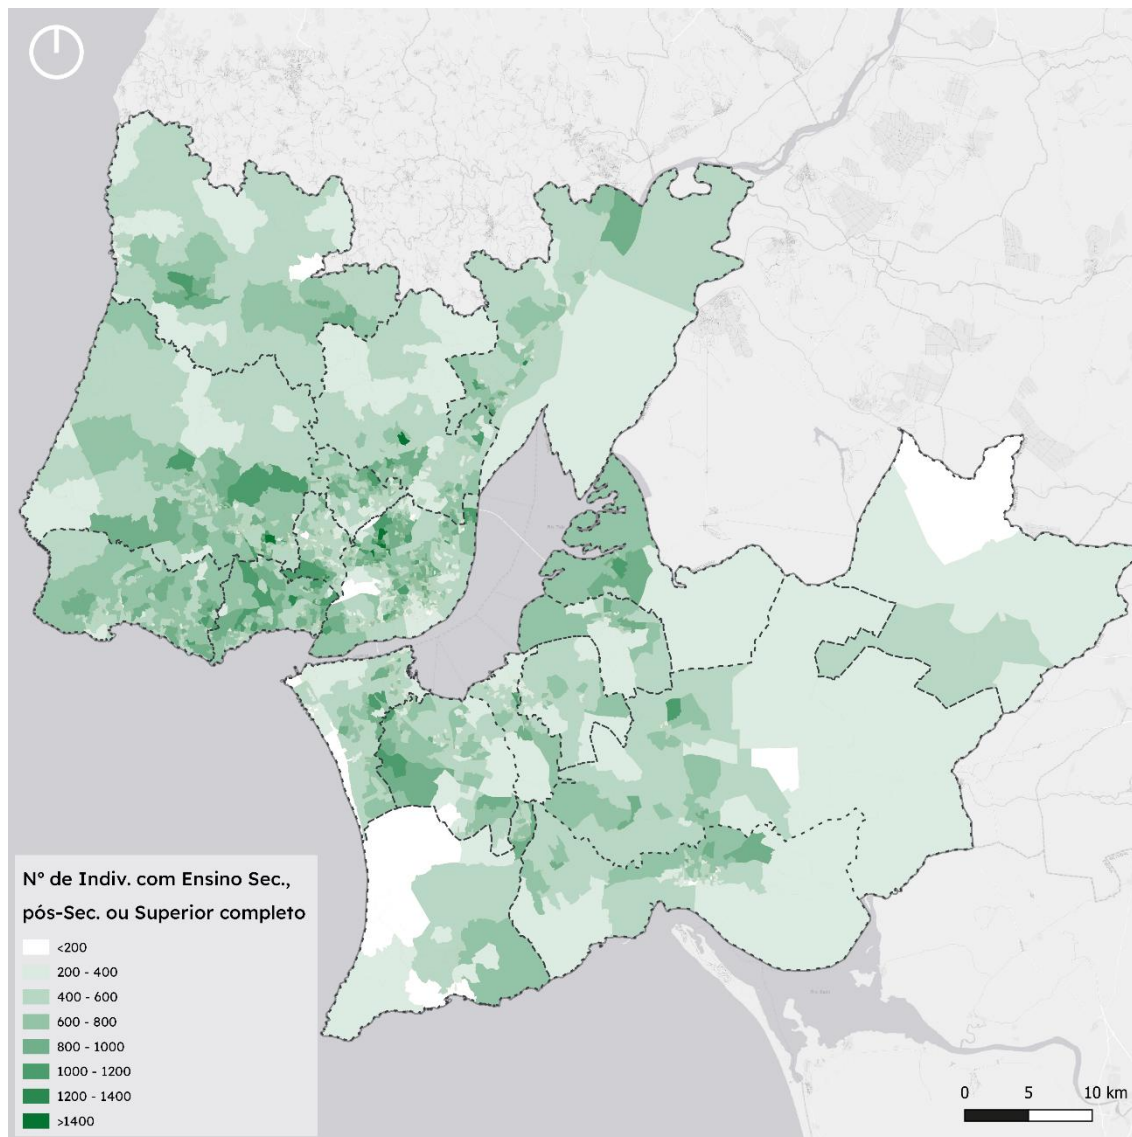 Nº de Indiv. com Ensino Sec.,
pós-Sec. ou Superior completo
<200
200 - 400
400 - 600
600 - 800
800 - 1000
1000 - 1200
1200 - 1400
>1400
0 5 10 km